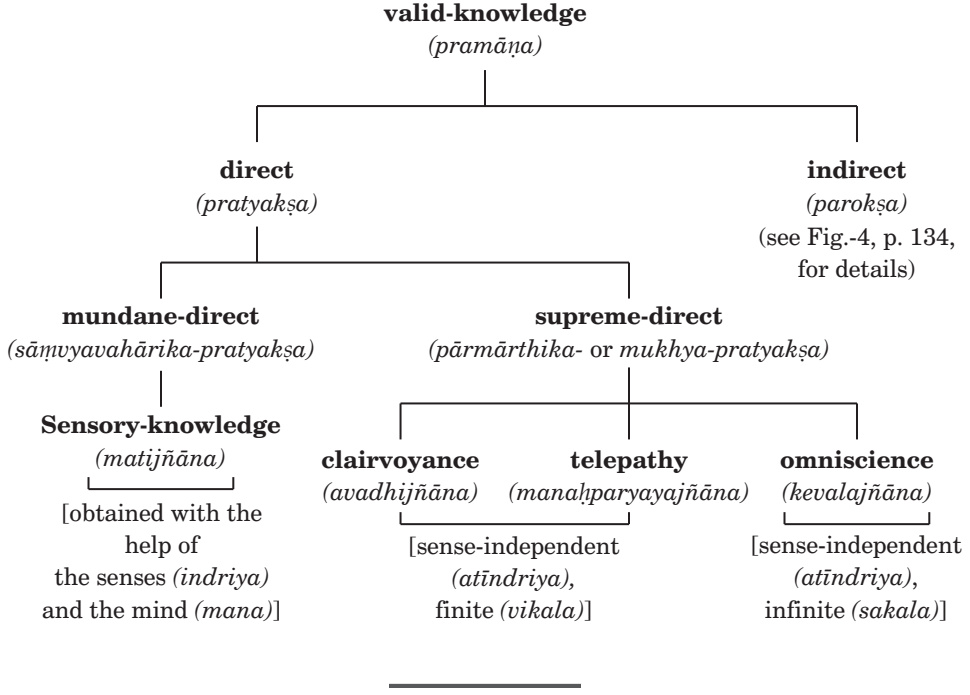 valid-knowledge
(pramāṇa)
direct
(pratyakṣa)
indirect
(parokṣa)
(see Fig.-4, p. 134,
for details)
mundane-direct
(sāṃvyavahārika-pratyakṣa)
supreme-direct
(pārmārthika- or mukhya-pratyakṣa)
Sensory-knowledge
(matijñāna)
[obtained with the
help of
the senses (indriya)
and the mind (mana)]
clairvoyance
(avadhijñāna)
telepathy
(manaḥparyayajñāna)
[sense-independent
(atīndriya),
finite (vikala)]
omniscience
(kevalajñāna)
[sense-independent
(atīndriya),
infinite (sakala)]